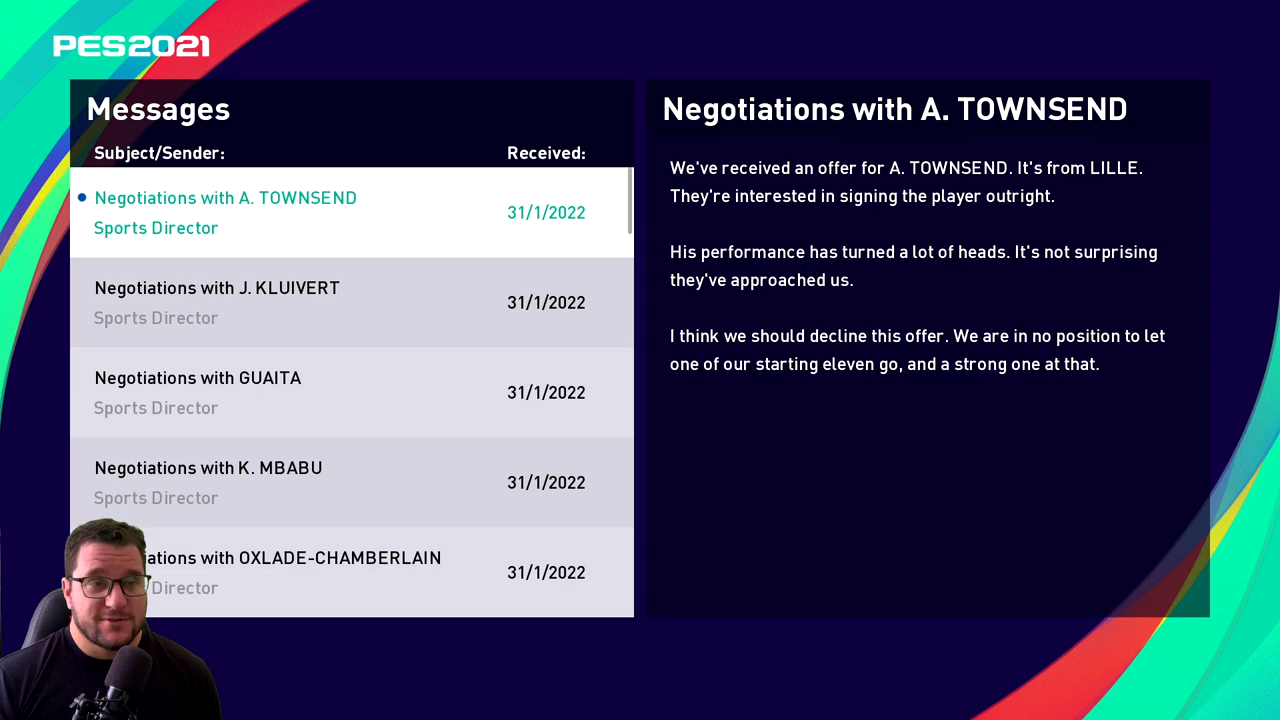 PES2021
Messages
Subject/Sender:
Received:
Negotiations with A. TOWNSEND
Sports Director
31/1/2022
Negotiations with J. KLUIVERT
Sports Director
31/1/2022
Negotiations with GUAITA
Sports Director
31/1/2022
Negotiations with K. MBABU
Sports Director
31/1/2022
iations with OXLADE-CHAMBERLAIN
Director
31/1/2022
Negotiations with A. TOWNSEND
We've received an offer for A. TOWNSEND. It's from LILLE.
They're interested in signing the player outright.
His performance has turned a lot of heads. It's not surprising
they've approached us.
I think we should decline this offer. We are in no position to let
one of our starting eleven go, and a strong one at that.